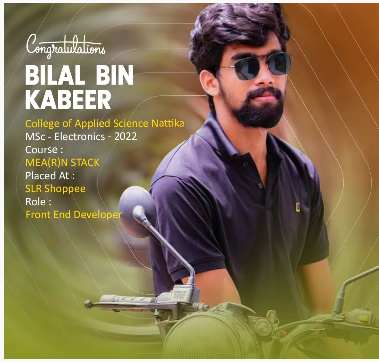 Congratulations
BILAL BIN
KABEER
College of Applied Science Nattika
MSc - Electronics - 2022
Course :
MEA(R)N STACK
Placed At :
SLR Shoppee
Role :
Front End Developer